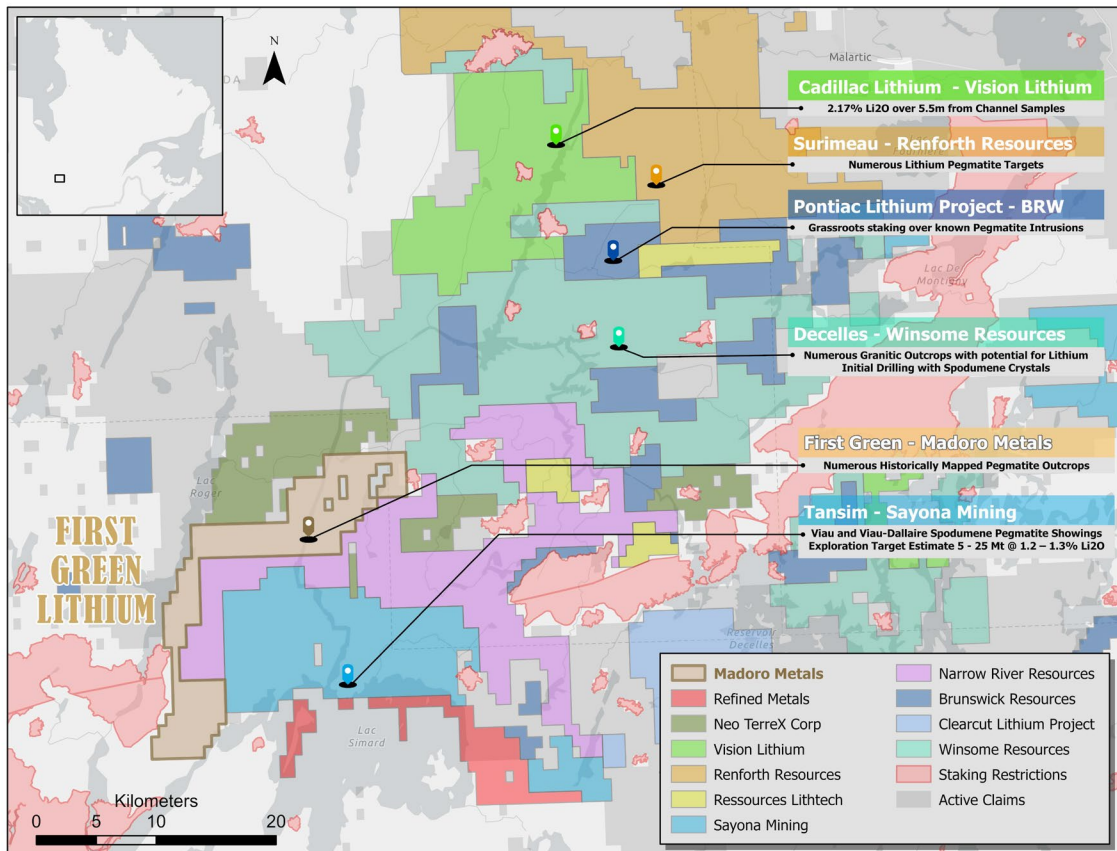 DA
N
Malartic
Cadillac Lithium - Vision Lithium
2.17% Li2O over 5.5m from Channel Samples
Surimeau - Renforth Resources
Numerous Lithium Pegmatite Targets
Pontiac Lithium Project - BRW
Grassroots staking over known Pegmatite Intrusions
Lac De
Montigny
Decelles - Winsome Resources
Numerous Granitic Outcrops with potential for Lithium
Initial Drilling with Spodumene Crystals
First Green - Madoro Metals
Numerous Historically Mapped Pegmatite Outcrops
Lac
Roger
Tansim - Sayona Mining
Viau and Viau-Dallaire Spodumene Pegmatite Showings
Exploration Target Estimate 5 - 25 Mt @ 1.2 – 1.3% Li2O
FIRST
GREEN
LITHIUM
Reservoir
Decelles
Lac
Simard
Madoro Metals
Refined Metals
Neo TerreX Corp
Vision Lithium
Renforth Resources
Ressources Lithtech
Sayona Mining
Narrow River Resources
Brunswick Resources
Clearcut Lithium Project
Winsome Resources
Staking Restrictions
Active Claims
Kilometers
0 5 10 20